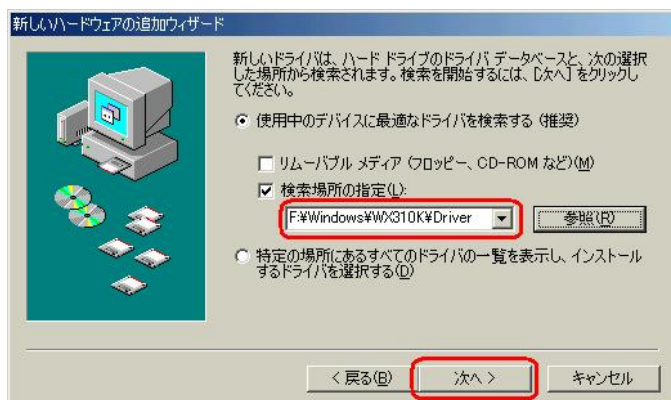 新しいハードウェアの追加ウィザード
新しいドライバは、ハード ドライブのドライバ データベースと、次の選択
した場所から検索されます。検索を開始するには、[次へ] をクリックし
てください。
使用中のデバイスに最適なドライバを検索する (推奨)
リムーバブル メディア (フロッピー、CD-ROM など)(M)
検索場所の指定(L):
F:¥Windows¥WX310K¥Driver
参照(R)
特定の場所にあるすべてのドライバの一覧を表示し、インストール
するドライバを選択する(D)
< 戻る(B)
次へ >
キャンセル